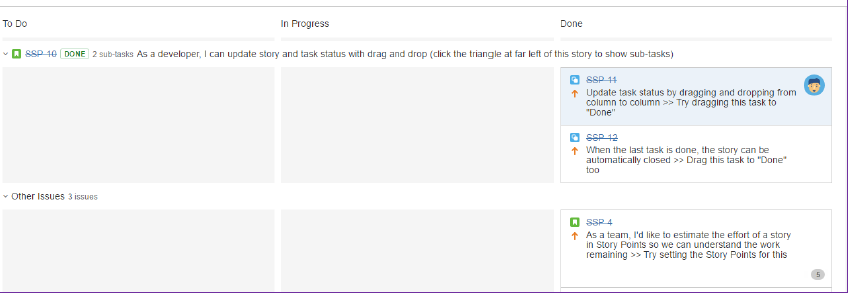 To Do In Progress Done
SSP-10 DONE 2 sub-tasks As a developer, I can update story and task status with drag and drop (click the triangle at far left of this story to show sub-tasks)
SSP-11
Update task status by dragging and dropping from
column to column >> Try dragging this task to
"Done"
SSP-12
When the last task is done, the story can be
automatically closed >> Drag this task to "Done"
too
Other Issues 3 issues
SSP-4
As a team, I'd like to estimate the effort of a story
in Story Points so we can understand the work
remaining >> Try setting the Story Points for this
5